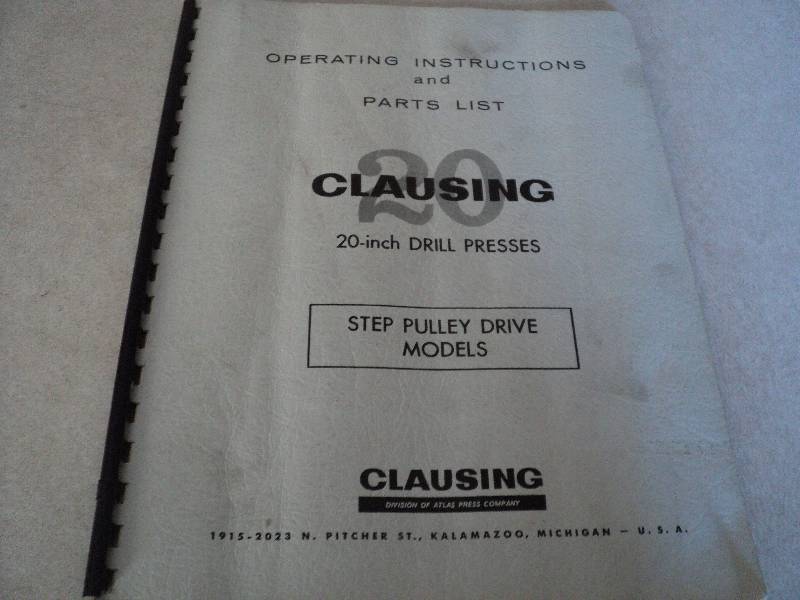 OPERATING INSTRUCTIONS
and
PARTS LIST
20
CLAUSING
20-inch DRILL PRESSES
STEP PULLEY DRIVE
MODELS
CLAUSING
DIVISION OF ATLAS PRESS COMPANY
1915-2023 N. PITCHER ST., KALAMAZOO, MICHIGAN — U. S. A.